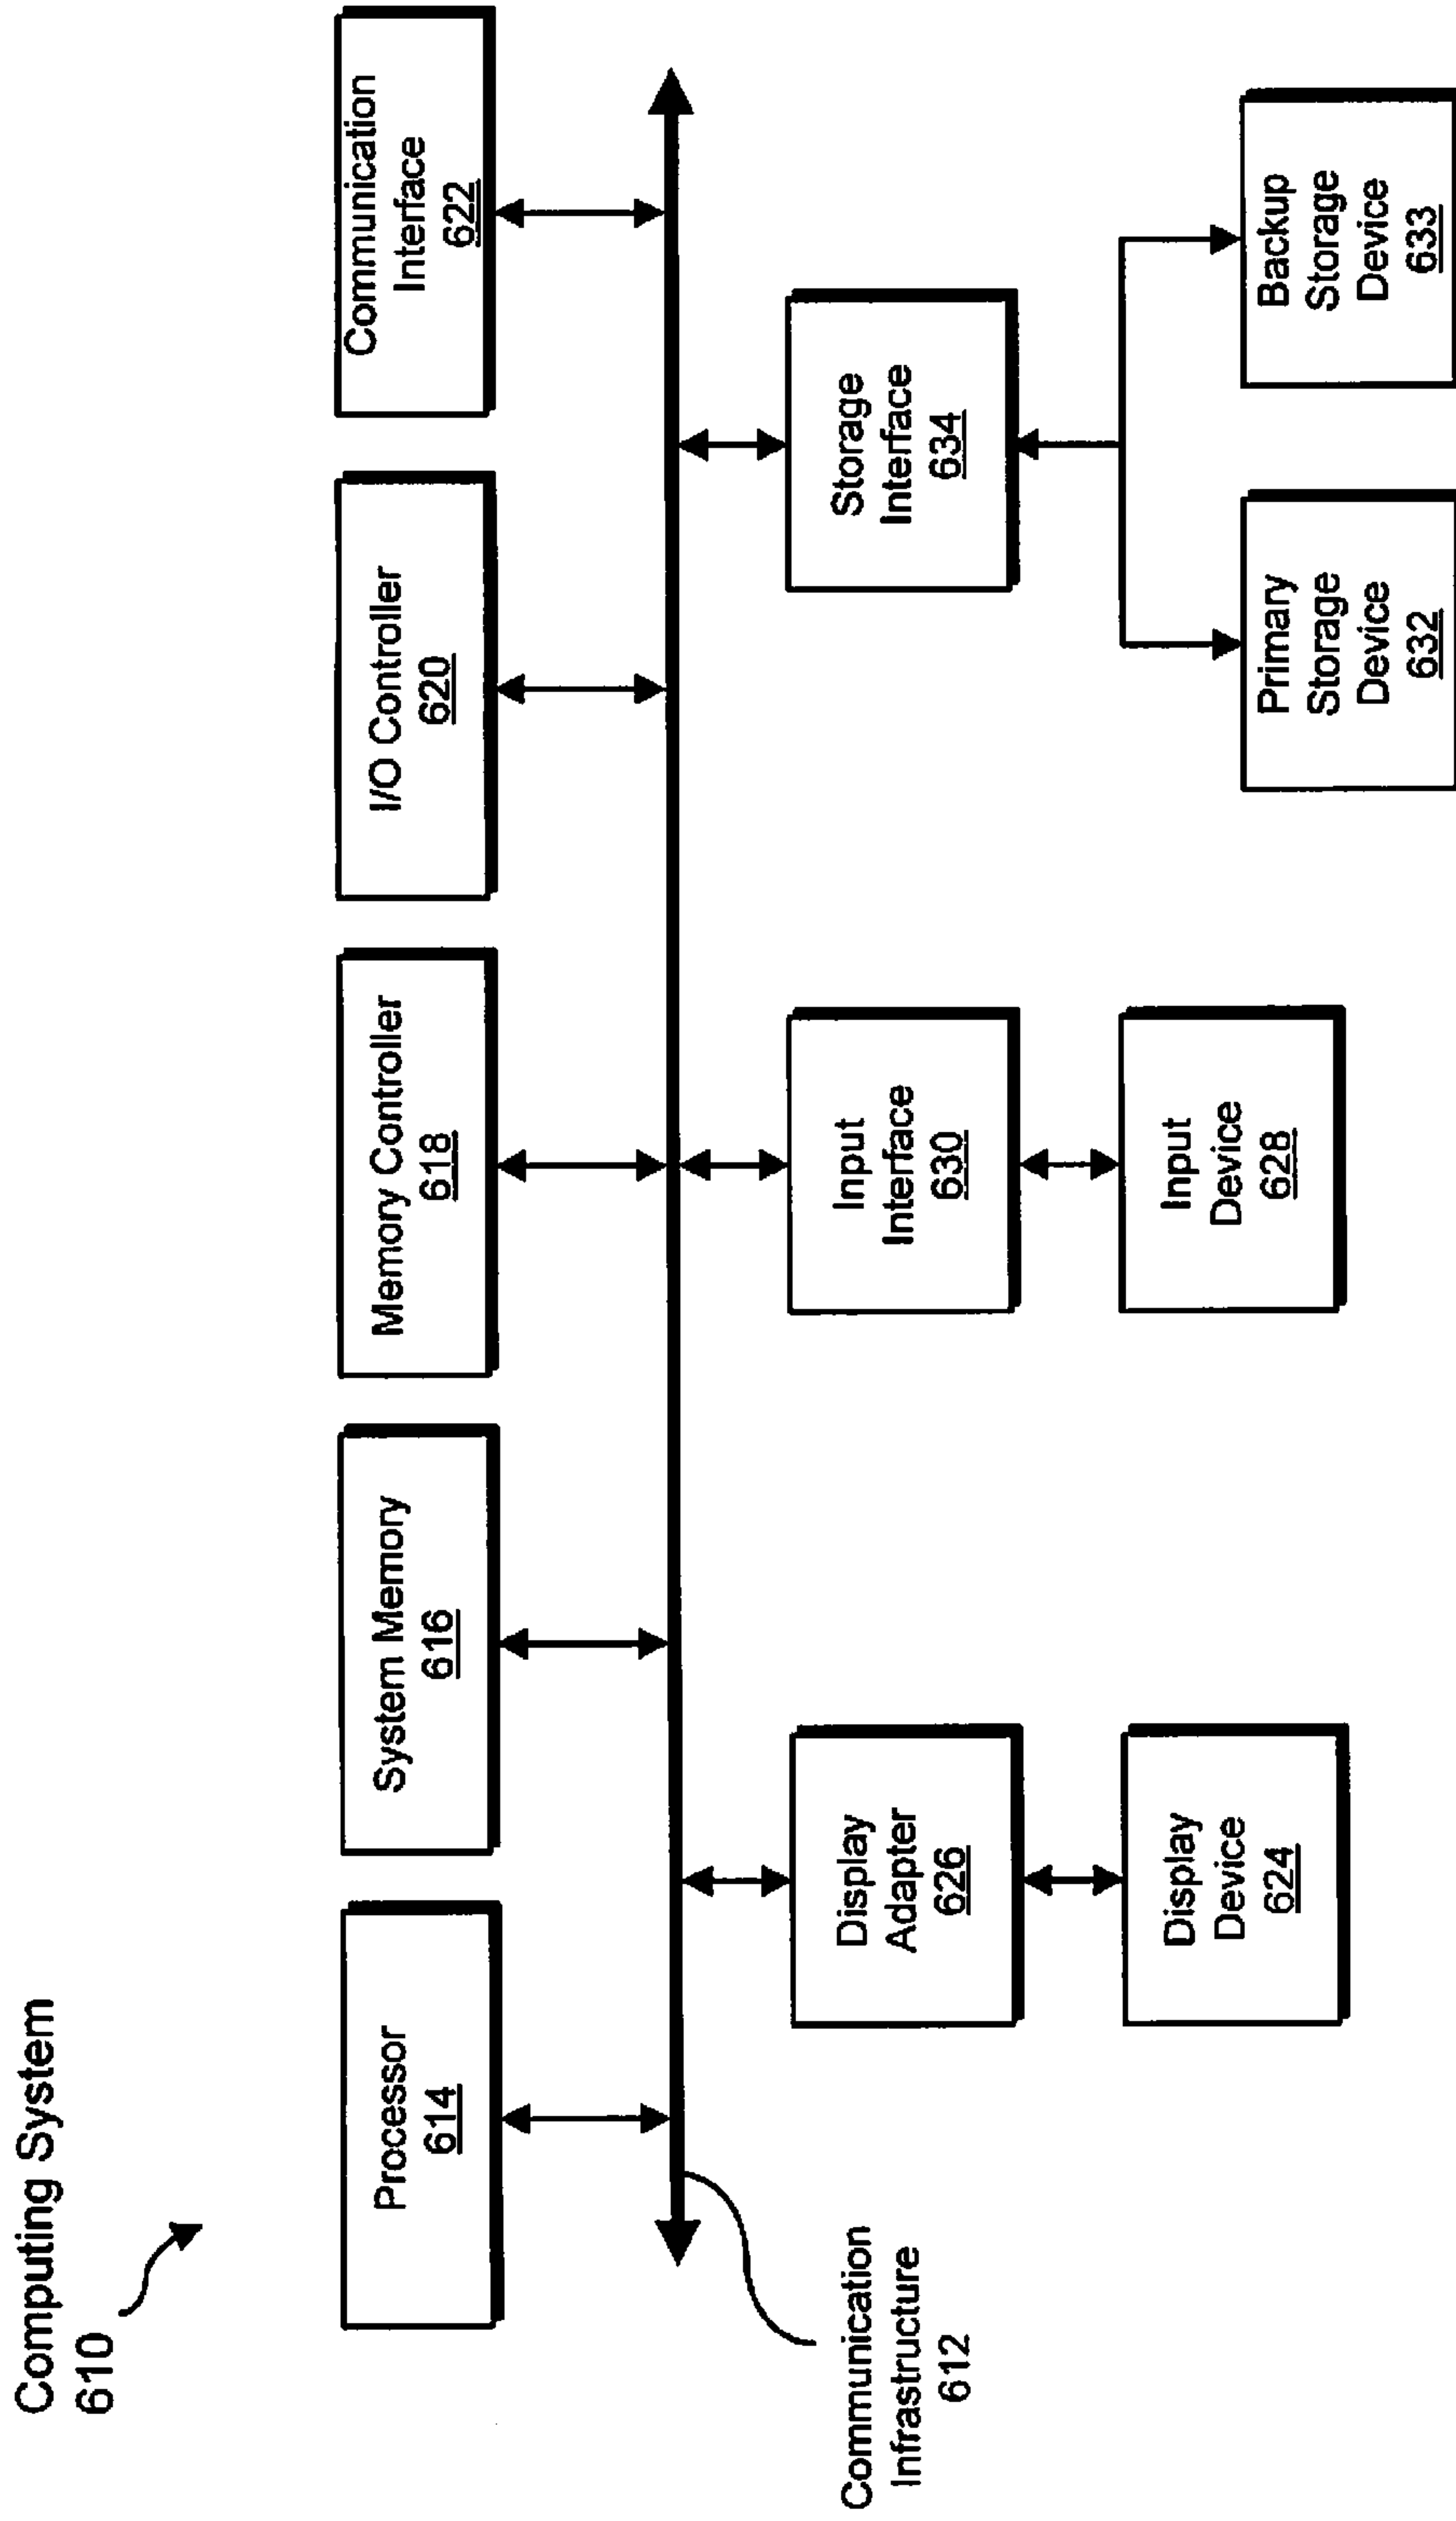 Computing System
610
Processor
614
System Memory
616
Memory Controller
618
I/O Controller
620
Communication
Interface
622
Communication
Infrastructure
612
Display
Adapter
626
Input
Interface
630
Storage
Interface
634
Display
Device
624
Input
Device
628
Primary
Storage
Device
632
Backup
Storage
Device
633